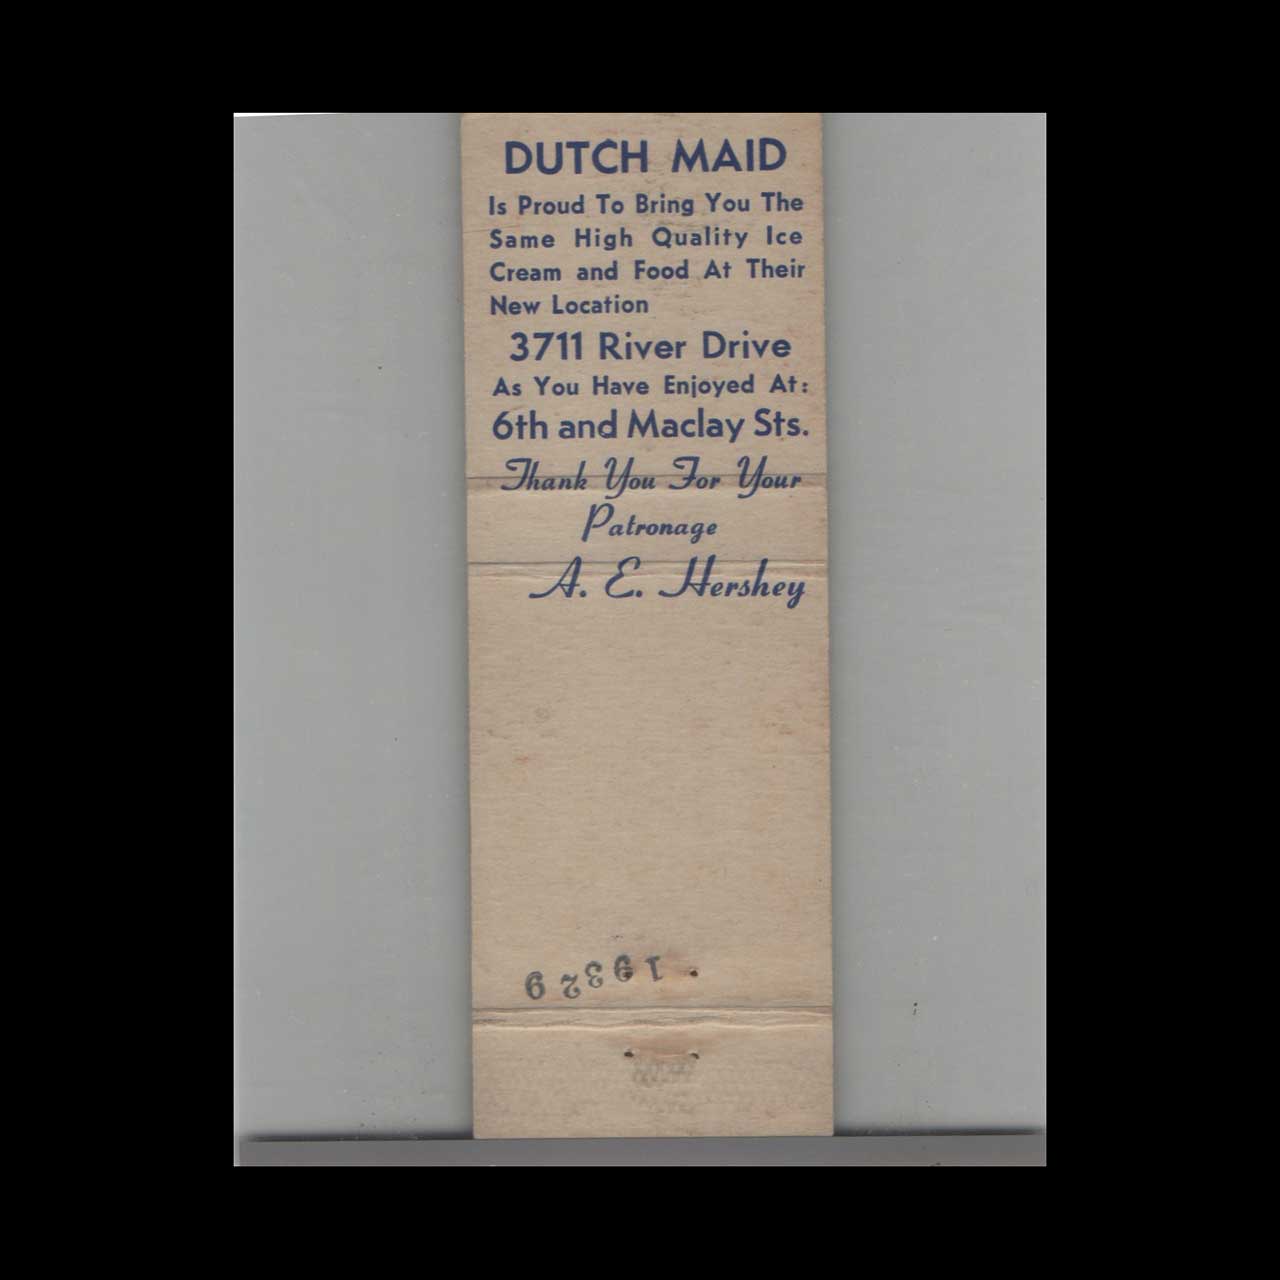 DUTCH MAID
Is Proud To Bring You The
Same High Quality Ice
Cream and Food At Their
New Location
3711 River Drive
As You Have Enjoyed At:
6th and Maclay Sts.
Thank You For Your
Patronage
A. E. Hershey
19329